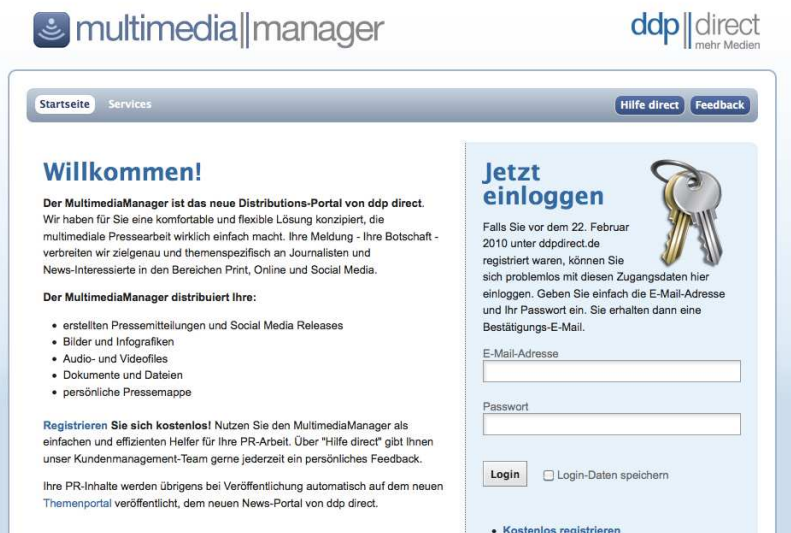 multimedia||manager
ddp||direct
mehr Medien
Startseite Services
Hilfe direct Feedback
Willkommen!
Der MultimediaManager ist das neue Distributions-Portal von ddp direct.
Wir haben für Sie eine komfortable und flexible Lösung konzipiert, die
multimediale Pressearbeit wirklich einfach macht. Ihre Meldung - Ihre Botschaft -
verbreiten wir zielgenau und themenspezifisch an Journalisten und
News-Interessierte in den Bereichen Print, Online und Social Media.
Der MultimediaManager distribuiert Ihre:
• erstellten Pressemitteilungen und Social Media Releases
• Bilder und Infografiken
• Audio- und Videofiles
• Dokumente und Dateien
• persönliche Pressemappe
Registrieren Sie sich kostenlos! Nutzen Sie den MultimediaManager als
einfachen und effizienten Helfer für Ihre PR-Arbeit. Über "Hilfe direct" gibt Ihnen
unser Kundenmanagement-Team gerne jederzeit ein persönliches Feedback.
Ihre PR-Inhalte werden übrigens bei Veröffentlichung automatisch auf dem neuen
Themenportal veröffentlicht, dem neuen News-Portal von ddp direct.
Jetzt
einloggen
Falls Sie vor dem 22. Februar
2010 unter ddpdirect.de
registriert waren, können Sie
sich problemlos mit diesen Zugangsdaten hier
einloggen. Geben Sie einfach die E-Mail-Adresse
und Ihr Passwort ein. Sie erhalten dann eine
Bestätigungs-E-Mail.
E-Mail-Adresse
Passwort
Login Login-Daten speichern
• Kostenlos registrieren